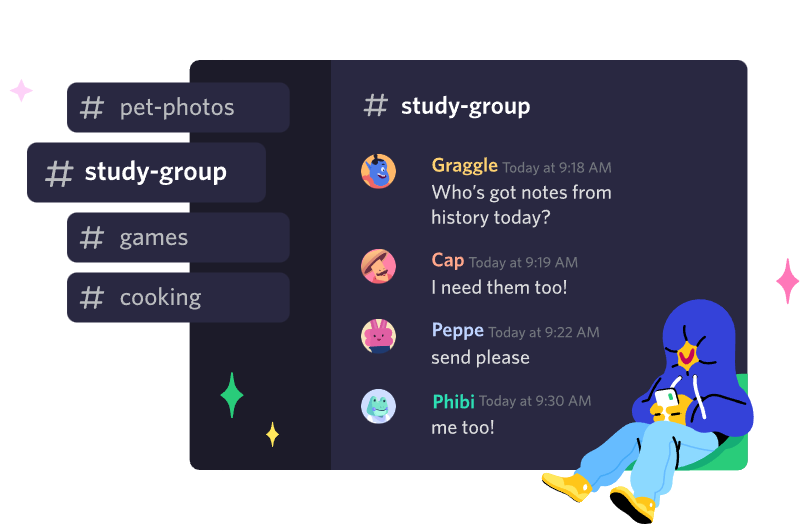 # pet-photos
# study-group
# games
# cooking
# study-group
Graggle Today at 9:18 AM
Who's got notes from
history today?
Cap Today at 9:19 AM
I need them too!
Peppe Today at 9:22 AM
send please
Phibi Today at 9:30 AM
me too!